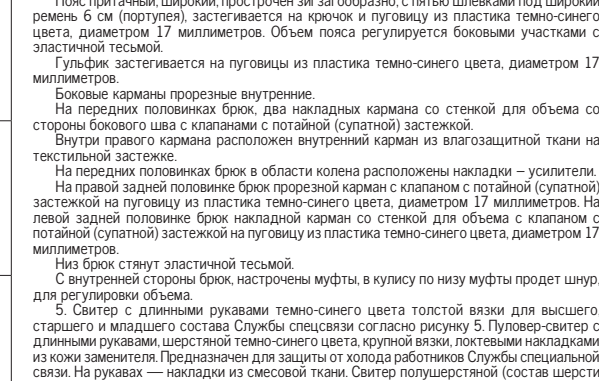 Пояс притачный, широкий, прострочен зигзагообразно, с пятью шлевками под широкий
ремень 6 см (портупея), застегивается на крючок и пуговицу из пластика темно-синего
цвета, диаметром 17 миллиметров. Объем пояса регулируется боковыми участками с
эластичной тесьмой.
Гульфик застегивается на пуговицы из пластика темно-синего цвета, диаметром 17
миллиметров.
Боковые карманы прорезные внутренние.
На передних половинках брюк, два накладных кармана со стенкой для объема со
стороны бокового шва с клапанами с потайной (супатной) застежкой.
Внутри правого кармана расположен внутренний карман из влагозащитной ткани на
текстильной застежке.
На передних половинках брюк в области колена расположены накладки – усилители.
На правой задней половинке брюк прорезной карман с клапаном с потайной (супатной)
застежкой на пуговицу из пластика темно-синего цвета, диаметром 17 миллиметров. На
левой задней половинке брюк накладной карман со стенкой для объема с клапаном с
потайной (супатной) застежкой на пуговицу из пластика темно-синего цвета, диаметром 17
миллиметров.
Низ брюк стянут эластичной тесьмой.
С внутренней стороны брюк, настрочены муфты, в кулису по низу муфты продет шнур,
для регулировки объема.
5. Свитер с длинными рукавами темно-синего цвета толстой вязки для высшего,
старшего и младшего состава Службы спецсвязи согласно рисунку 5. Пуловер-свитер с
длинными рукавами, шерстяной темно-синего цвета, крупной вязки, локтевыми накладками
из кожи заменителя. Предназначен для защиты от холода работников Службы специальной
связи. На рукавах — накладки из смесовой ткани. Свитер полушерстяной (состав шерсти